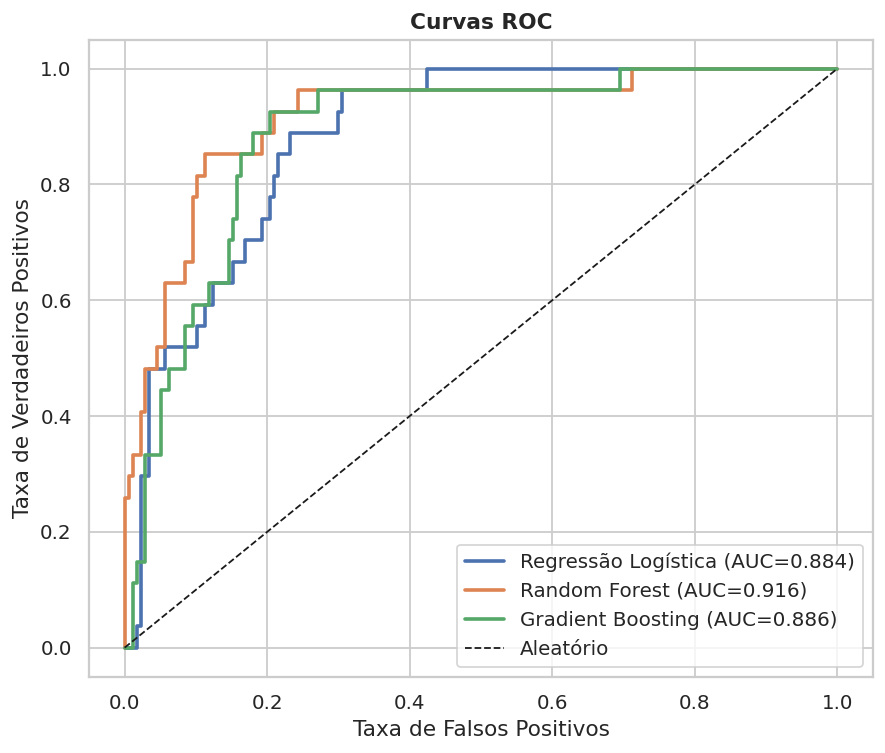 Curvas ROC
Taxa de Verdadeiros Positivos
1.0
0.8
0.6
0.4
0.2
0.0
0.0 0.2 0.4 0.6 0.8 1.0
Taxa de Falsos Positivos
Regressão Logística (AUC=0.884)
Random Forest (AUC=0.916)
Gradient Boosting (AUC=0.886)
Aleatório